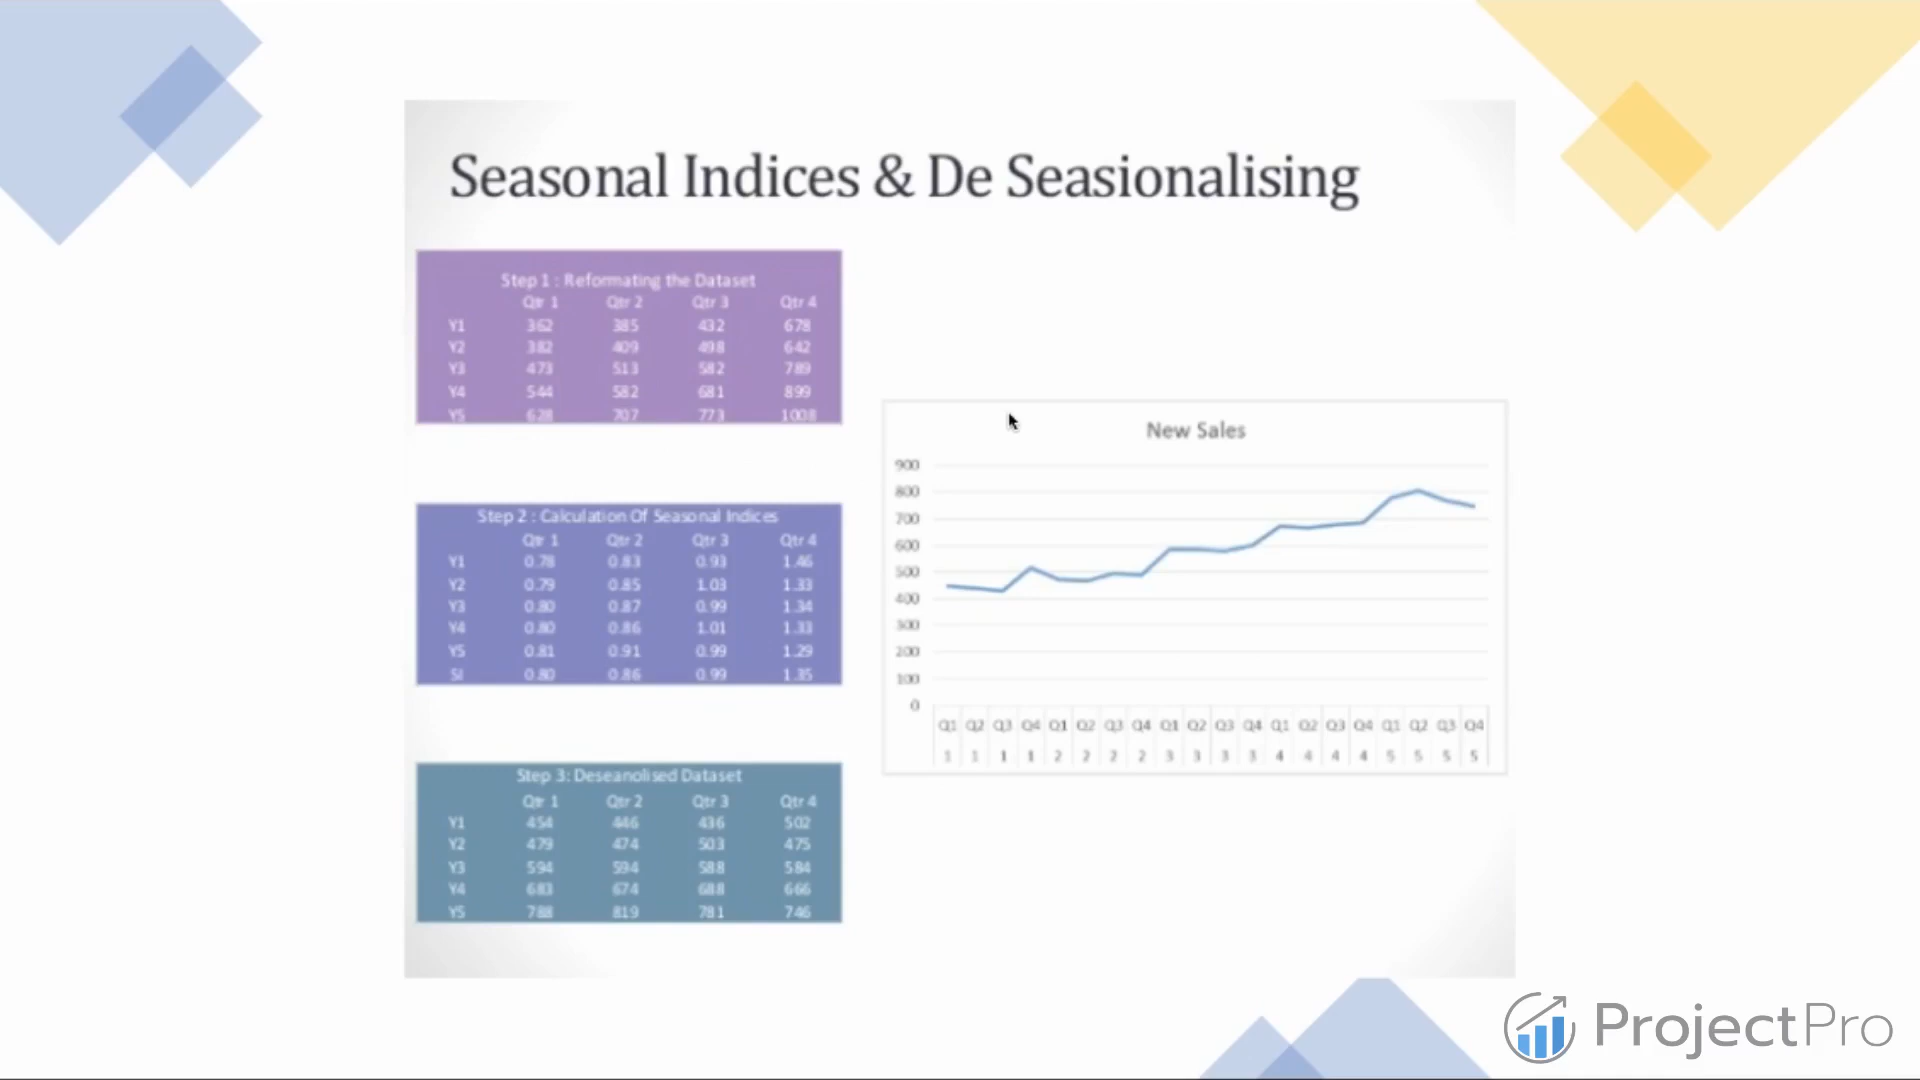 Seasonal Indices & De Seasionalising
Step 1 : Reformating the Dataset
Qtr 1 Qtr 2 Qtr 3 Qtr 4
Y1 362 385 432 678
Y2 382 409 498 642
Y3 473 513 582 789
Y4 544 582 681 899
Y5 628 707 773 1008
Step 2 : Calculation Of Seasonal Indices
Qtr 1 Qtr 2 Qtr 3 Qtr 4
Y1 0.78 0.83 0.93 1.46
Y2 0.79 0.85 1.03 1.33
Y3 0.80 0.87 0.99 1.34
Y4 0.80 0.86 1.01 1.33
Y5 0.81 0.91 0.99 1.29
SI 0.80 0.86 0.99 1.35
Step 3: Deseanolised Dataset
Qtr 1 Qtr 2 Qtr 3 Qtr 4
Y1 454 446 436 502
Y2 479 474 503 475
Y3 594 594 588 584
Y4 683 674 688 666
Y5 788 819 781 746
New Sales
900
800
700
600
500
400
300
200
100
0
Q1 Q2 Q3 Q4 Q1 Q2 Q3 Q4 Q1 Q2 Q3 Q4 Q1 Q2 Q3 Q4 Q1 Q2 Q3 Q4
1 1 1 1 2 2 2 2 3 3 3 3 4 4 4 4 5 5 5 5
ProjectPro